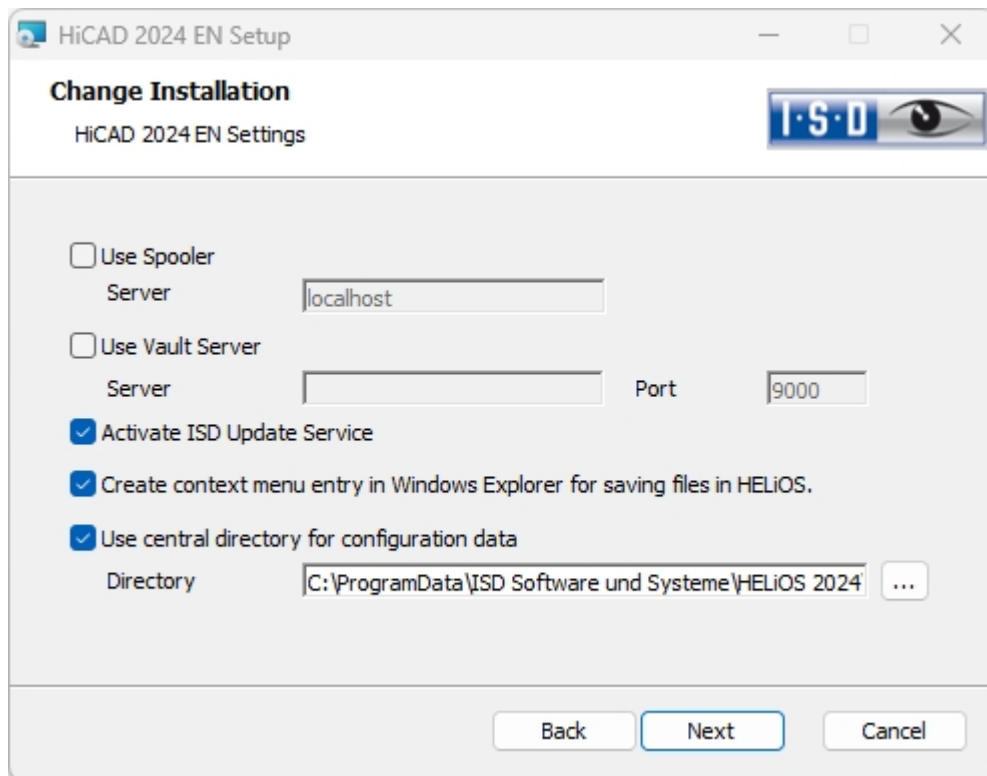 HiCAD 2024 EN Setup
Change Installation
HiCAD 2024 EN Settings
I·S·D
Use Spooler
Server localhost
Use Vault Server
Server Port 9000
Activate ISD Update Service
Create context menu entry in Windows Explorer for saving files in HELiOS.
Use central directory for configuration data
Directory C:\ProgramData\ISD Software und Systeme\HELiOS 2024\ ...
Back Next Cancel